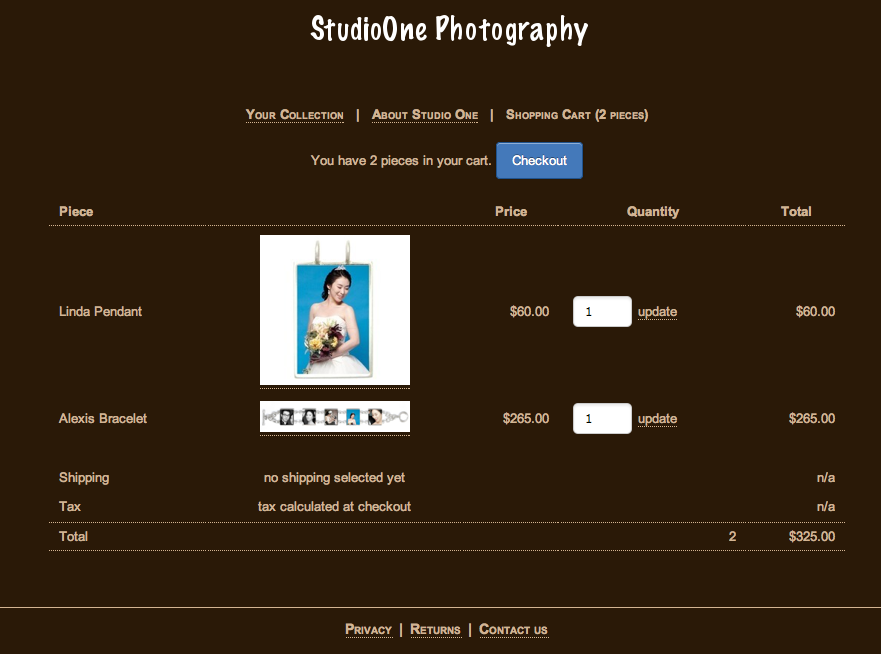 StudioOne Photography
Your Collection | About Studio One | Shopping Cart (2 pieces)
You have 2 pieces in your cart. Checkout
Piece Price Quantity Total
Linda Pendant $60.00 1 update $60.00
Alexis Bracelet $265.00 1 update $265.00
Shipping no shipping selected yet n/a
Tax tax calculated at checkout n/a
Total 2 $325.00
Privacy | Returns | Contact us